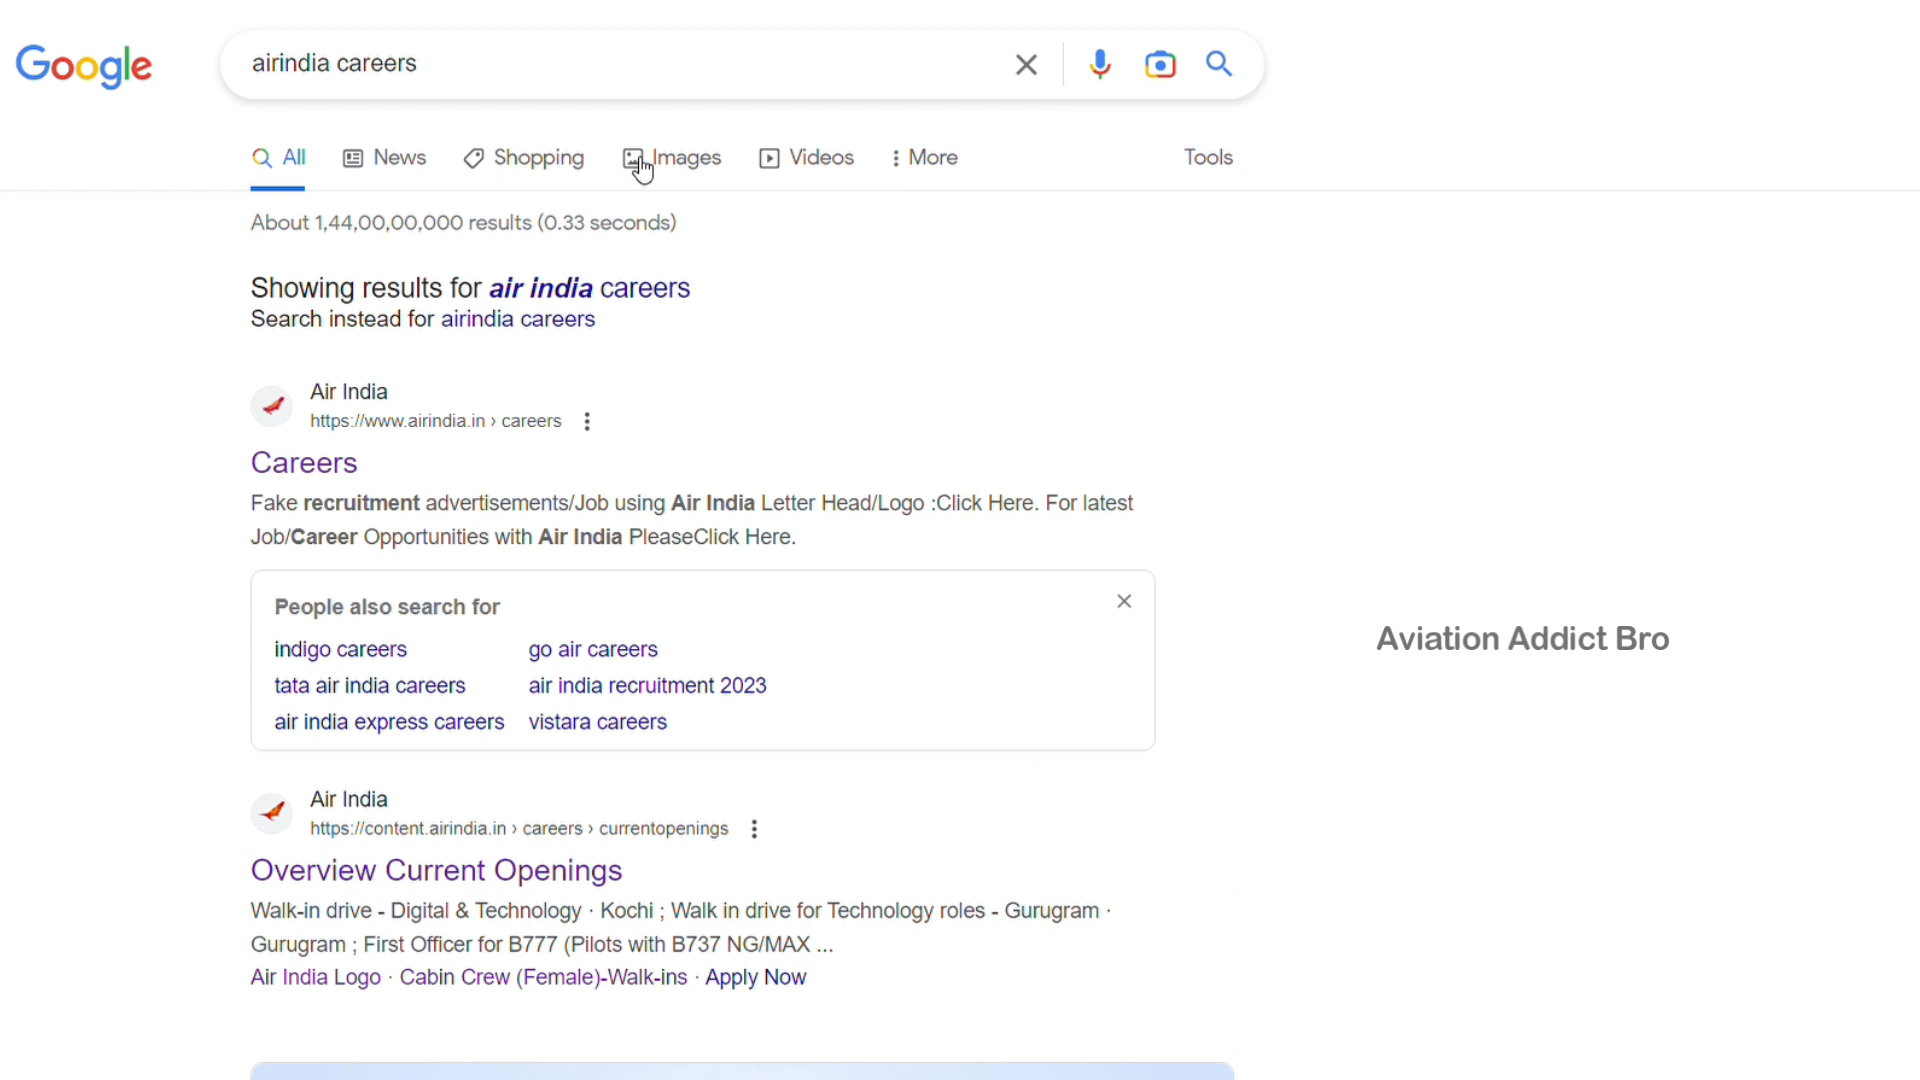 Google
airindia careers
All News Shopping Images Videos More Tools
About 1,44,00,00,000 results (0.33 seconds)
Showing results for air india careers
Search instead for airindia careers
Air India
https://www.airindia.in › careers
Careers
Fake recruitment advertisements/Job using Air India Letter Head/Logo :Click Here. For latest
Job/Career Opportunities with Air India PleaseClick Here.
People also search for
indigo careers go air careers
tata air india careers air india recruitment 2023
air india express careers vistara careers
Aviation Addict Bro
Air India
https://content.airindia.in › careers › currentopenings
Overview Current Openings
Walk-in drive - Digital & Technology · Kochi ; Walk in drive for Technology roles - Gurugram ·
Gurugram ; First Officer for B777 (Pilots with B737 NG/MAX ...
Air India Logo · Cabin Crew (Female)-Walk-ins · Apply Now